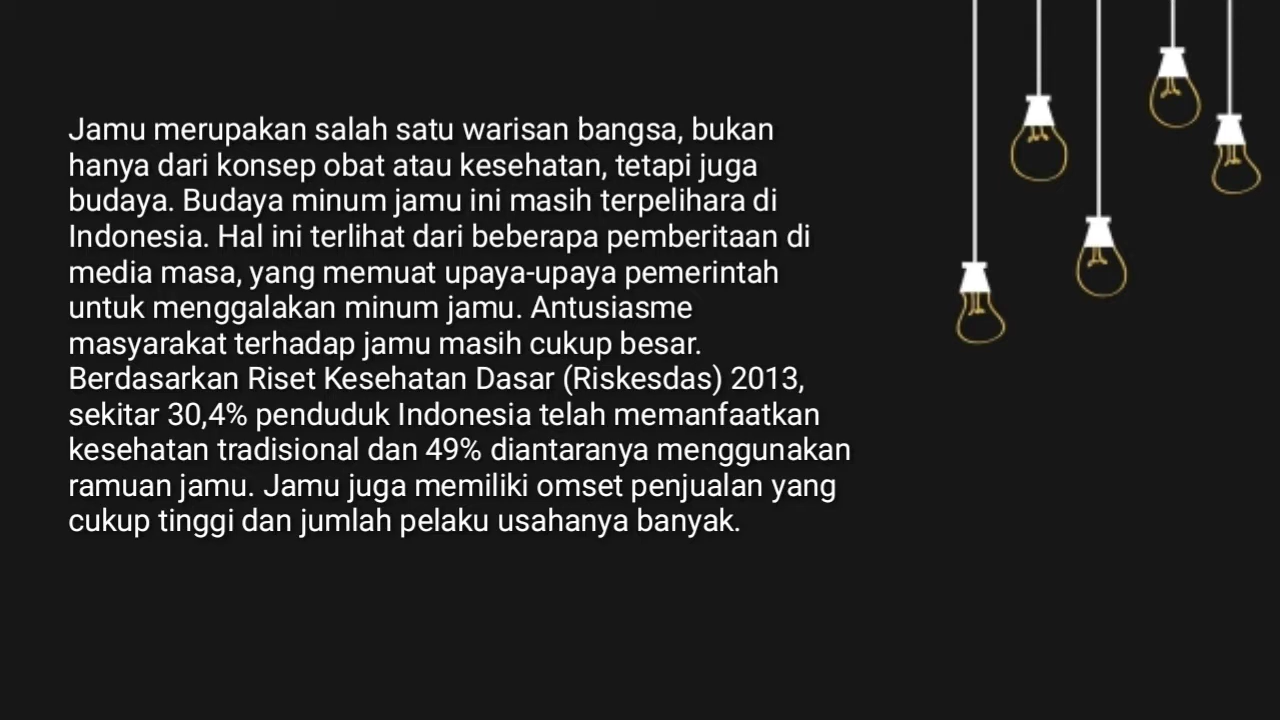 Jamu merupakan salah satu warisan bangsa, bukan
hanya dari konsep obat atau kesehatan, tetapi juga
budaya. Budaya minum jamu ini masih terpelihara di
Indonesia. Hal ini terlihat dari beberapa pemberitaan di
media masa, yang memuat upaya-upaya pemerintah
untuk menggalakan minum jamu. Antusiasme
masyarakat terhadap jamu masih cukup besar.
Berdasarkan Riset Kesehatan Dasar (Riskesdas) 2013,
sekitar 30,4% penduduk Indonesia telah memanfaatkan
kesehatan tradisional dan 49% diantaranya menggunakan
ramuan jamu. Jamu juga memiliki omset penjualan yang
cukup tinggi dan jumlah pelaku usahanya banyak.